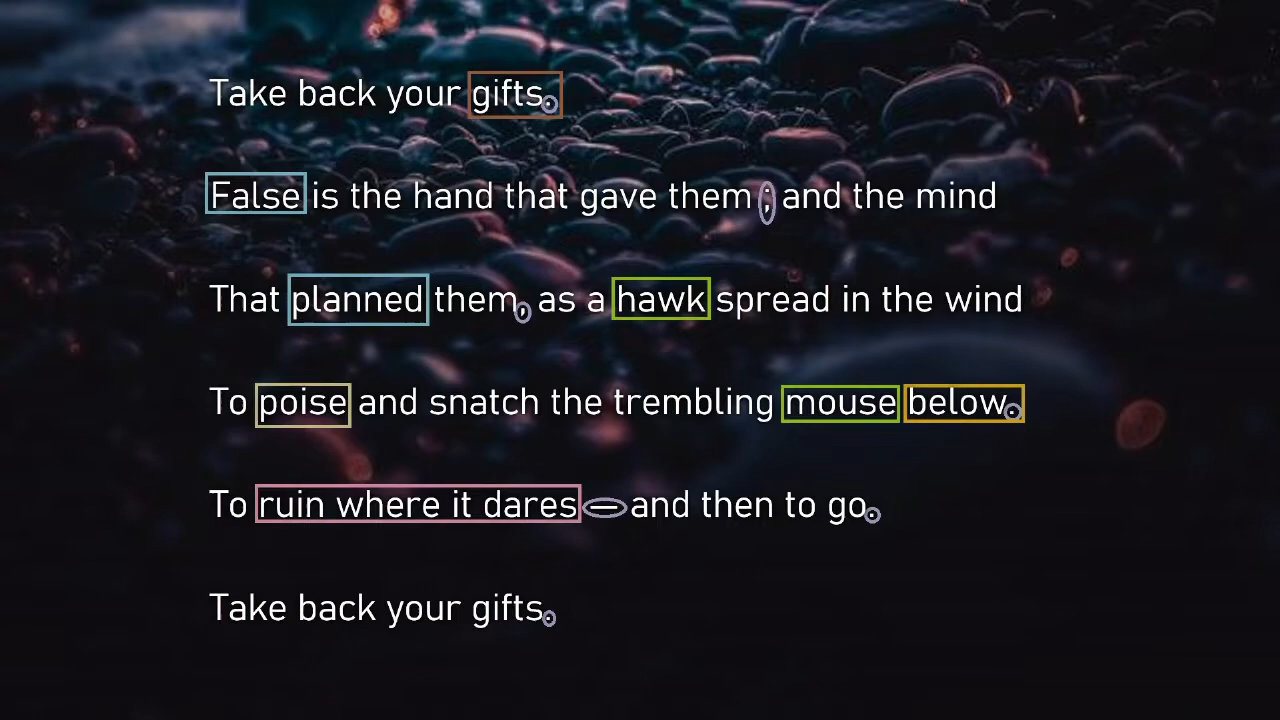 Take back your gifts.
False is the hand that gave them ; and the mind
That planned them, as a hawk spread in the wind
To poise and snatch the trembling mouse below.
To ruin where it dares — and then to go.
Take back your gifts.